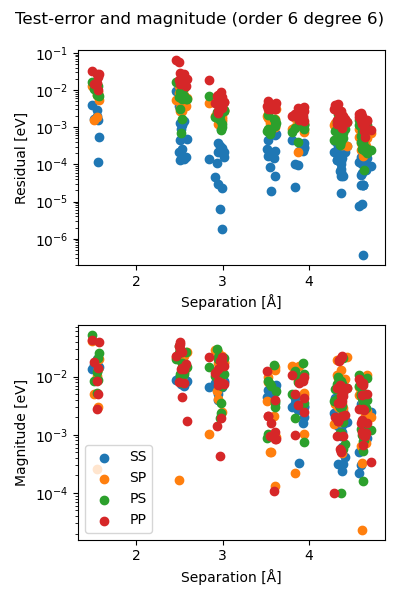 Test-error and magnitude (order 6 degree 6)
10⁻¹
10⁻²
10⁻³
10⁻⁴
10⁻⁵
10⁻⁶
Residual [eV]
2 3 4
Separation [Å]
10⁻²
10⁻³
10⁻⁴
Magnitude [eV]
SS
SP
PS
PP
2 3 4
Separation [Å]